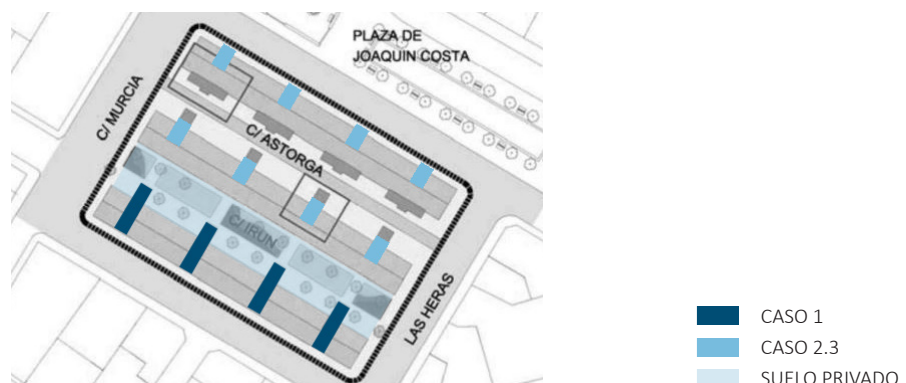 PLAZA DE
JOAQUIN COSTA
C/ MURCIA
C/ ASTORGA
C/ IRUN
LAS HERAS
CASO 1
CASO 2.3
SUELO PRIVADO